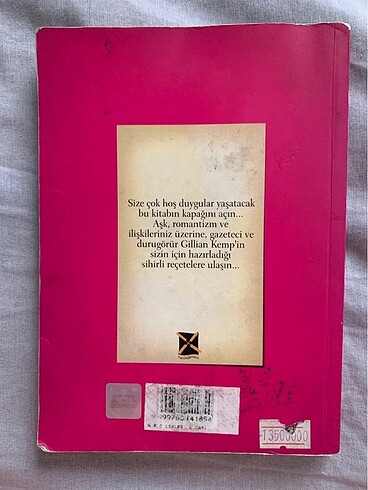 Size çok hoş duygular yaşatacak
bu kitabın kapağını açın...
Aşk, romantizm ve
ilişkileriniz üzerine, gazeteci ve
durugörür Gillian Kemp'in
sizin için hazırladığı
sihirli reçetelere ulaşın...
13500000